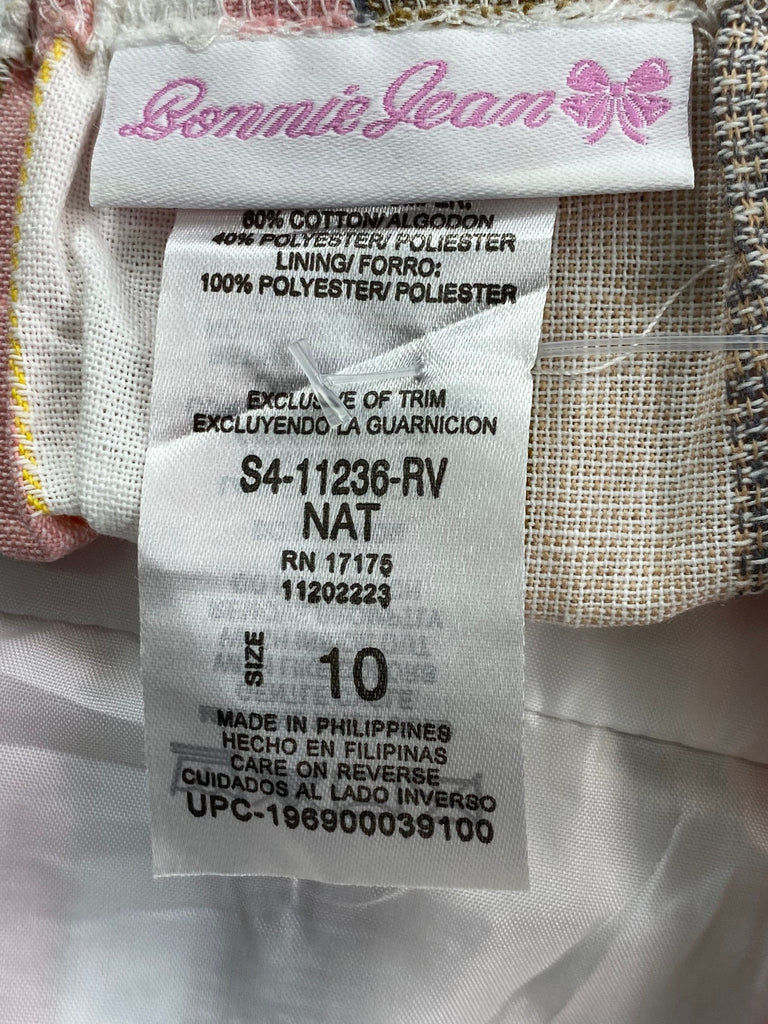 Bonnie Jean
60% COTTON/ALGODON
40% POLYESTER/POLIESTER
LINING/ FORRO:
100% POLYESTER/ POLIESTER
EXCLUSIVE OF TRIM
EXCLUYENDO LA GUARNICION
S4-11236-RV
NAT
RN 17175
11202223
SIZE 10
MADE IN PHILIPPINES
HECHO EN FILIPINAS
CARE ON REVERSE
CUIDADOS AL LADO INVERSO
UPC-196900039100